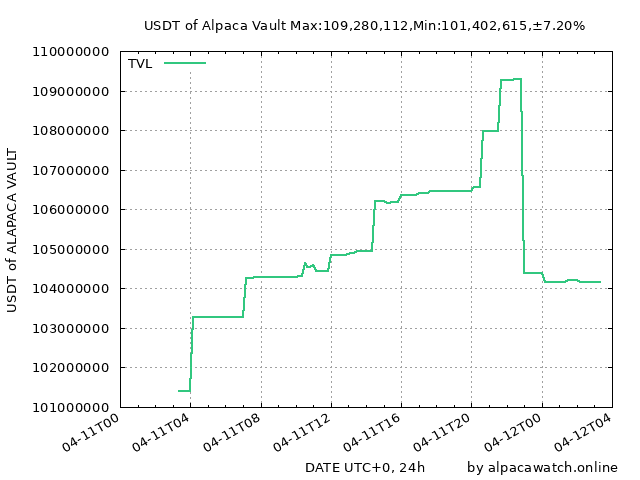 USDT of Alpaca Vault Max:109,280,112,Min:101,402,615,±7.20%
110000000
TVL
109000000
108000000
107000000
106000000
105000000
104000000
103000000
102000000
101000000
USDT of ALAPACA VAULT
04-11T00
04-11T04
04-11T08
04-11T12
04-11T16
04-11T20
04-12T00
04-12T04
DATE UTC+0, 24h
by alpacawatch.online